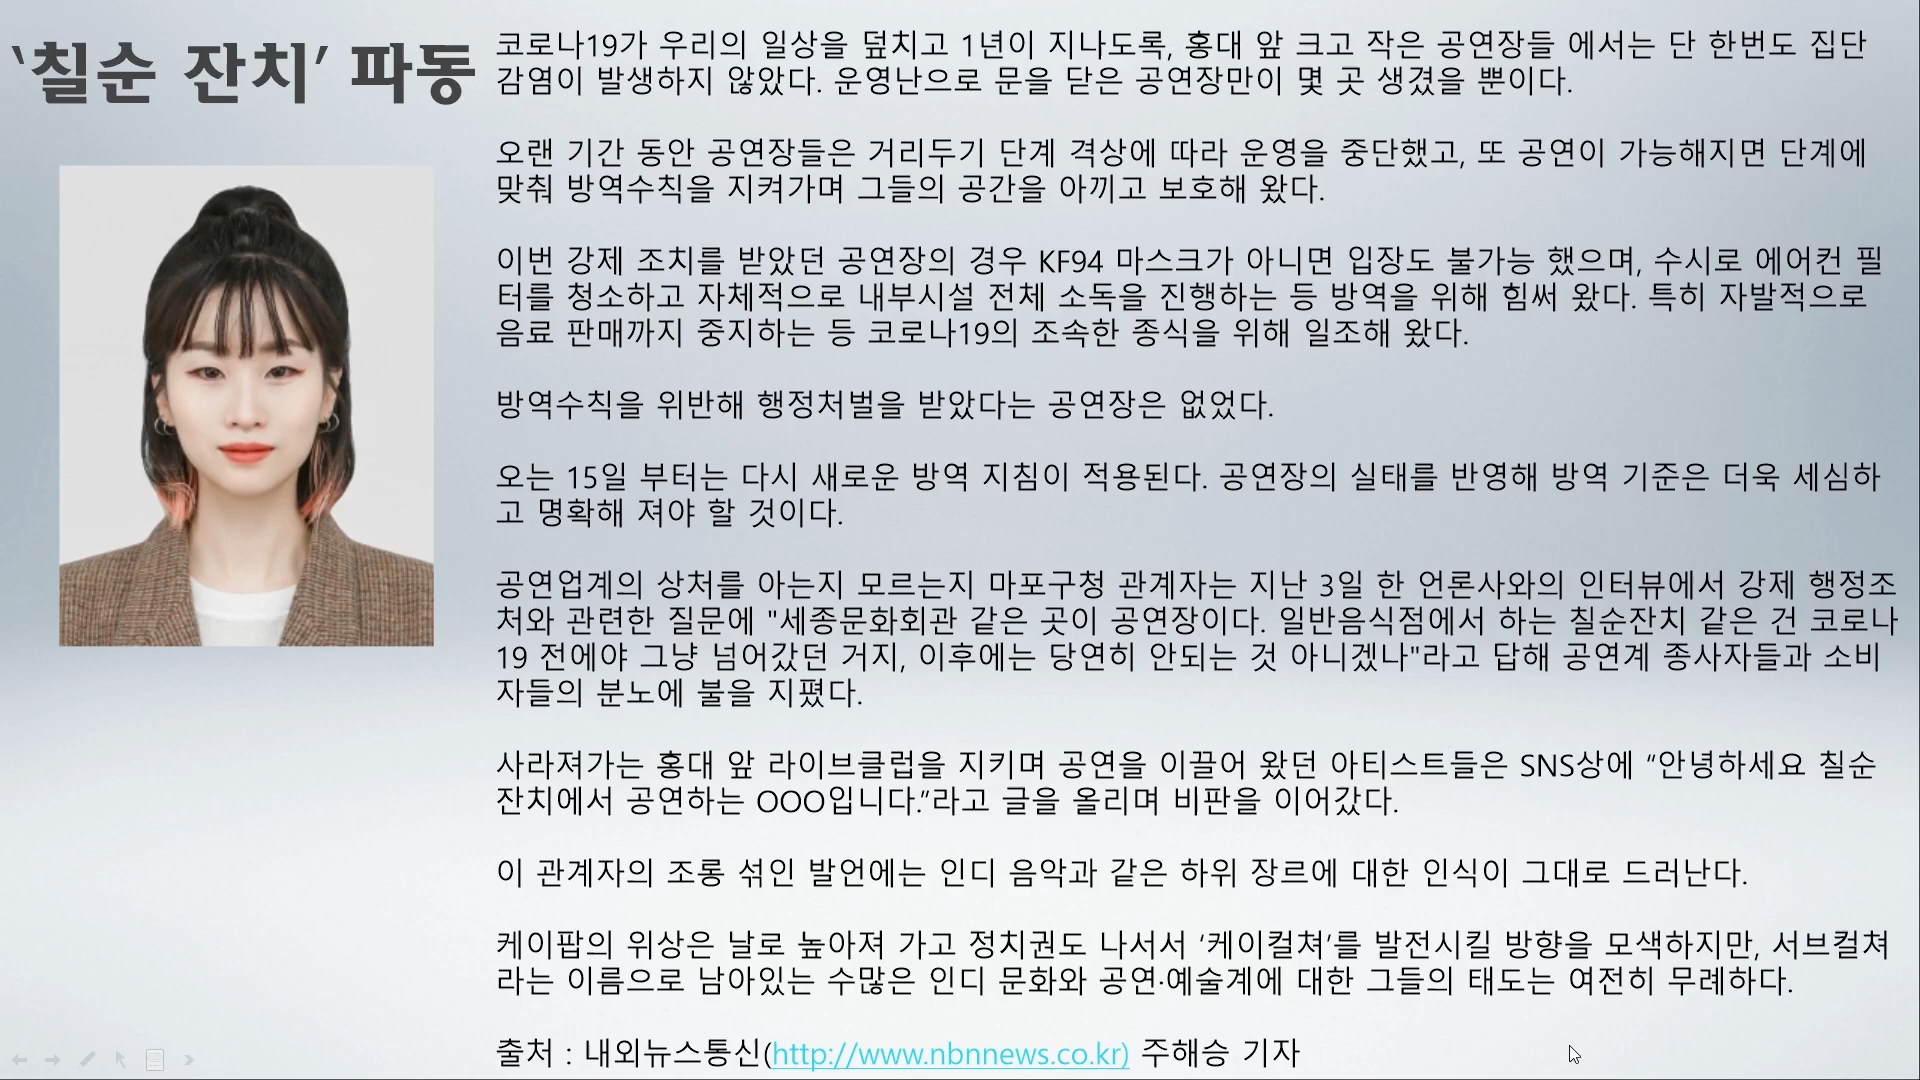 ‘칠순 잔치’ 파동
코로나19가 우리의 일상을 덮치고 1년이 지나도록, 홍대 앞 크고 작은 공연장들 에서는 단 한번도 집단
감염이 발생하지 않았다. 운영난으로 문을 닫은 공연장만이 몇 곳 생겼을 뿐이다.
오랜 기간 동안 공연장들은 거리두기 단계 격상에 따라 운영을 중단했고, 또 공연이 가능해지면 단계에
맞춰 방역수칙을 지켜가며 그들의 공간을 아끼고 보호해 왔다.
이번 강제 조치를 받았던 공연장의 경우 KF94 마스크가 아니면 입장도 불가능 했으며, 수시로 에어컨 필
터를 청소하고 자체적으로 내부시설 전체 소독을 진행하는 등 방역을 위해 힘써 왔다. 특히 자발적으로
음료 판매까지 중지하는 등 코로나19의 조속한 종식을 위해 일조해 왔다.
방역수칙을 위반해 행정처벌을 받았다는 공연장은 없었다.
오는 15일 부터는 다시 새로운 방역 지침이 적용된다. 공연장의 실태를 반영해 방역 기준은 더욱 세심하
고 명확해 져야 할 것이다.
공연업계의 상처를 아는지 모르는지 마포구청 관계자는 지난 3일 한 언론사와의 인터뷰에서 강제 행정조
처와 관련한 질문에 "세종문화회관 같은 곳이 공연장이다. 일반음식점에서 하는 칠순잔치 같은 건 코로나
19 전에야 그냥 넘어갔던 거지, 이후에는 당연히 안되는 것 아니겠나"라고 답해 공연계 종사자들과 소비
자들의 분노에 불을 지폈다.
사라져가는 홍대 앞 라이브클럽을 지키며 공연을 이끌어 왔던 아티스트들은 SNS상에 “안녕하세요 칠순
잔치에서 공연하는 OOO입니다.”라고 글을 올리며 비판을 이어갔다.
이 관계자의 조롱 섞인 발언에는 인디 음악과 같은 하위 장르에 대한 인식이 그대로 드러난다.
케이팝의 위상은 날로 높아져 가고 정치권도 나서서 ‘케이컬쳐’를 발전시킬 방향을 모색하지만, 서브컬쳐
라는 이름으로 남아있는 수많은 인디 문화와 공연·예술계에 대한 그들의 태도는 여전히 무례하다.
출처 : 내외뉴스통신(http://www.nbnnews.co.kr) 주해승 기자